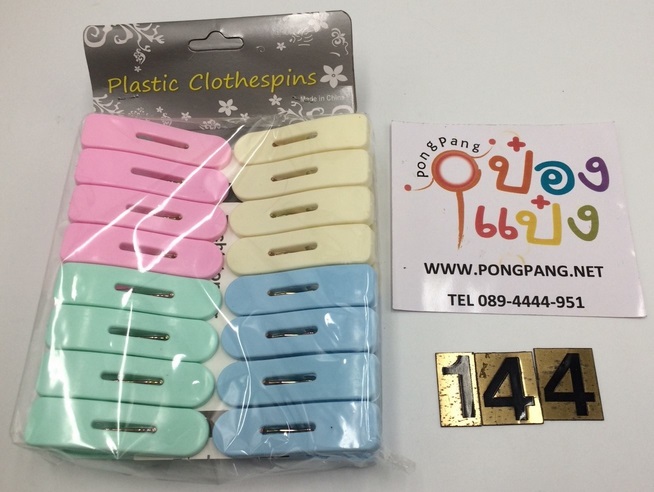 Plastic Clothespins
Made in China
PongPang
ป๋องแป๋ง
WWW.PONGPANG.NET
TEL 089-4444-951
144